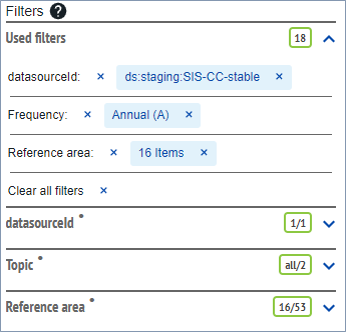 Filters ?
Used filters 18
datasourceId: × ds:staging:SIS-CC-stable ×
Frequency: × Annual (A) ×
Reference area: × 16 Items ×
Clear all filters ×
datasourceId • 1/1
Topic • all/2
Reference area • 16/53